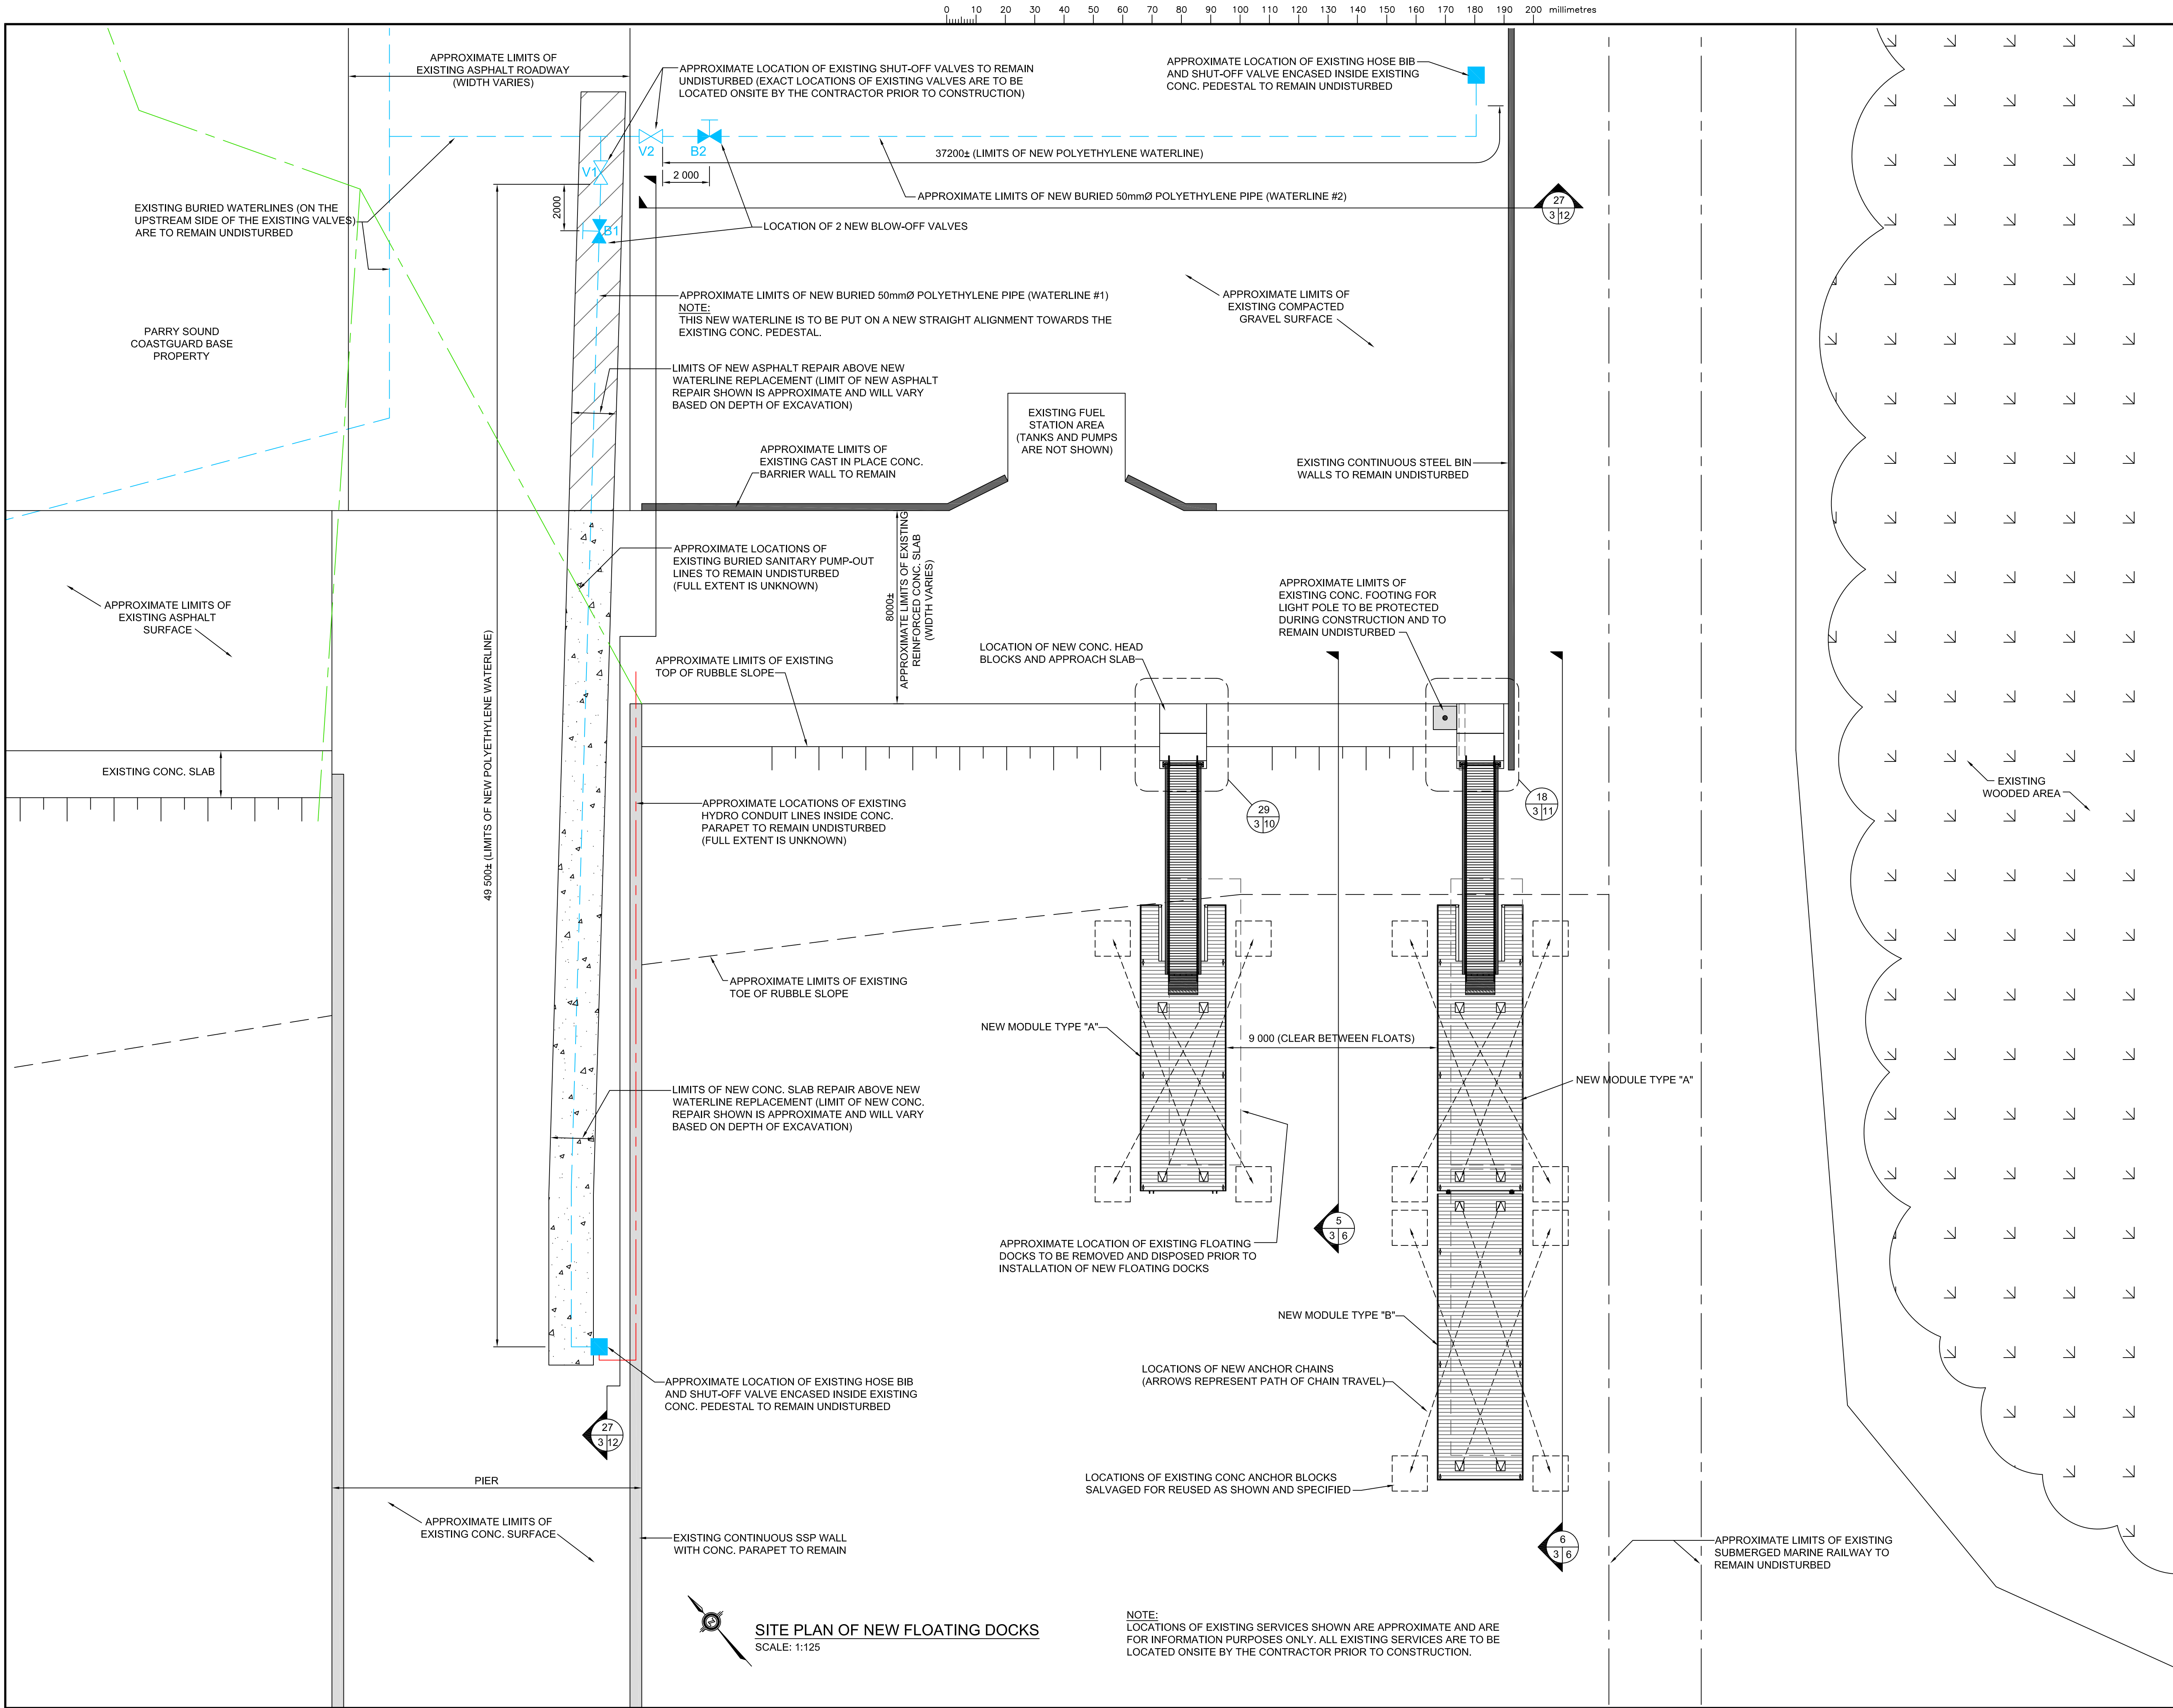 0 10 20 30 40 50 60 70 80 90 100 110 120 130 140 150 160 170 180 190 200 millimetres
APPROXIMATE LIMITS OF
EXISTING ASPHALT ROADWAY
(WIDTH VARIES)
APPROXIMATE LOCATION OF EXISTING SHUT-OFF VALVES TO REMAIN
UNDISTURBED (EXACT LOCATIONS OF EXISTING VALVES ARE TO BE
LOCATED ONSITE BY THE CONTRACTOR PRIOR TO CONSTRUCTION)
APPROXIMATE LOCATION OF EXISTING HOSE BIB
AND SHUT-OFF VALVE ENCASED INSIDE EXISTING
CONC. PEDESTAL TO REMAIN UNDISTURBED
V2
B2
37200± (LIMITS OF NEW POLYETHYLENE WATERLINE)
V1
2 000
2000
APPROXIMATE LIMITS OF NEW BURIED 50mmØ POLYETHYLENE PIPE (WATERLINE #2)
27
3 12
EXISTING BURIED WATERLINES (ON THE
UPSTREAM SIDE OF THE EXISTING VALVES)
ARE TO REMAIN UNDISTURBED
B1
LOCATION OF 2 NEW BLOW-OFF VALVES
APPROXIMATE LIMITS OF NEW BURIED 50mmØ POLYETHYLENE PIPE (WATERLINE #1)
NOTE:
THIS NEW WATERLINE IS TO BE PUT ON A NEW STRAIGHT ALIGNMENT TOWARDS THE
EXISTING CONC. PEDESTAL.
APPROXIMATE LIMITS OF
EXISTING COMPACTED
GRAVEL SURFACE
PARRY SOUND
COASTGUARD BASE
PROPERTY
LIMITS OF NEW ASPHALT REPAIR ABOVE NEW
WATERLINE REPLACEMENT (LIMIT OF NEW ASPHALT
REPAIR SHOWN IS APPROXIMATE AND WILL VARY
BASED ON DEPTH OF EXCAVATION)
EXISTING FUEL
STATION AREA
(TANKS AND PUMPS
ARE NOT SHOWN)
APPROXIMATE LIMITS OF
EXISTING CAST IN PLACE CONC.
BARRIER WALL TO REMAIN
EXISTING CONTINUOUS STEEL BIN
WALLS TO REMAIN UNDISTURBED
APPROXIMATE LOCATIONS OF
EXISTING BURIED SANITARY PUMP-OUT
LINES TO REMAIN UNDISTURBED
(FULL EXTENT IS UNKNOWN)
8000±
APPROXIMATE LIMITS OF EXISTING
REINFORCED CONC. SLAB
(WIDTH VARIES)
APPROXIMATE LIMITS OF
EXISTING CONC. FOOTING FOR
LIGHT POLE TO BE PROTECTED
DURING CONSTRUCTION AND TO
REMAIN UNDISTURBED
APPROXIMATE LIMITS OF
EXISTING ASPHALT
SURFACE
49 500± (LIMITS OF NEW POLYETHYLENE WATERLINE)
APPROXIMATE LIMITS OF EXISTING
TOP OF RUBBLE SLOPE
LOCATION OF NEW CONC. HEAD
BLOCKS AND APPROACH SLAB
EXISTING CONC. SLAB
APPROXIMATE LOCATIONS OF EXISTING
HYDRO CONDUIT LINES INSIDE CONC.
PARAPET TO REMAIN UNDISTURBED
(FULL EXTENT IS UNKNOWN)
29
3 10
18
3 11
EXISTING
WOODED AREA
APPROXIMATE LIMITS OF EXISTING
TOE OF RUBBLE SLOPE
NEW MODULE TYPE "A"
9 000 (CLEAR BETWEEN FLOATS)
NEW MODULE TYPE "A"
LIMITS OF NEW CONC. SLAB REPAIR ABOVE NEW
WATERLINE REPLACEMENT (LIMIT OF NEW CONC.
REPAIR SHOWN IS APPROXIMATE AND WILL VARY
BASED ON DEPTH OF EXCAVATION)
5
3 6
APPROXIMATE LOCATION OF EXISTING FLOATING
DOCKS TO BE REMOVED AND DISPOSED PRIOR TO
INSTALLATION OF NEW FLOATING DOCKS
NEW MODULE TYPE "B"
LOCATIONS OF NEW ANCHOR CHAINS
(ARROWS REPRESENT PATH OF CHAIN TRAVEL)
APPROXIMATE LOCATION OF EXISTING HOSE BIB
AND SHUT-OFF VALVE ENCASED INSIDE EXISTING
CONC. PEDESTAL TO REMAIN UNDISTURBED
27
3 12
PIER
LOCATIONS OF EXISTING CONC ANCHOR BLOCKS
SALVAGED FOR REUSED AS SHOWN AND SPECIFIED
APPROXIMATE LIMITS OF
EXISTING CONC. SURFACE
EXISTING CONTINUOUS SSP WALL
WITH CONC. PARAPET TO REMAIN
6
3 6
APPROXIMATE LIMITS OF EXISTING
SUBMERGED MARINE RAILWAY TO
REMAIN UNDISTURBED
SITE PLAN OF NEW FLOATING DOCKS
SCALE: 1:125
NOTE:
LOCATIONS OF EXISTING SERVICES SHOWN ARE APPROXIMATE AND ARE
FOR INFORMATION PURPOSES ONLY. ALL EXISTING SERVICES ARE TO BE
LOCATED ONSITE BY THE CONTRACTOR PRIOR TO CONSTRUCTION.